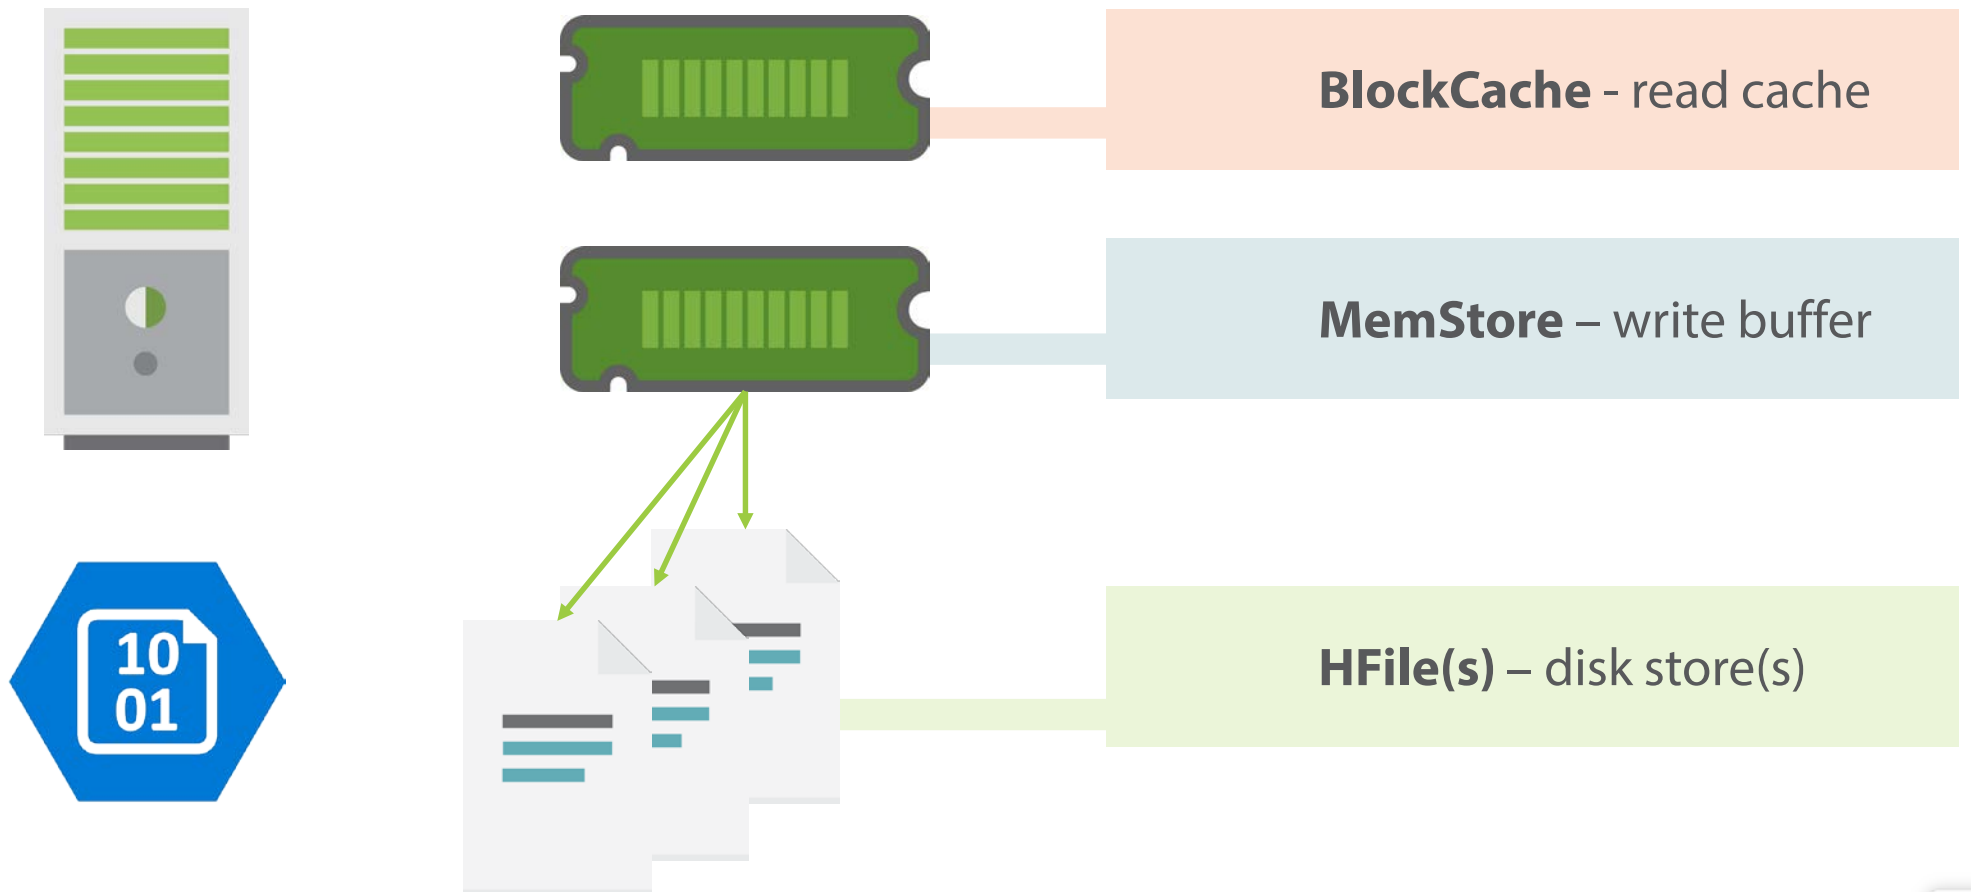 BlockCache - read cache
MemStore – write buffer
10
01
HFile(s) – disk store(s)